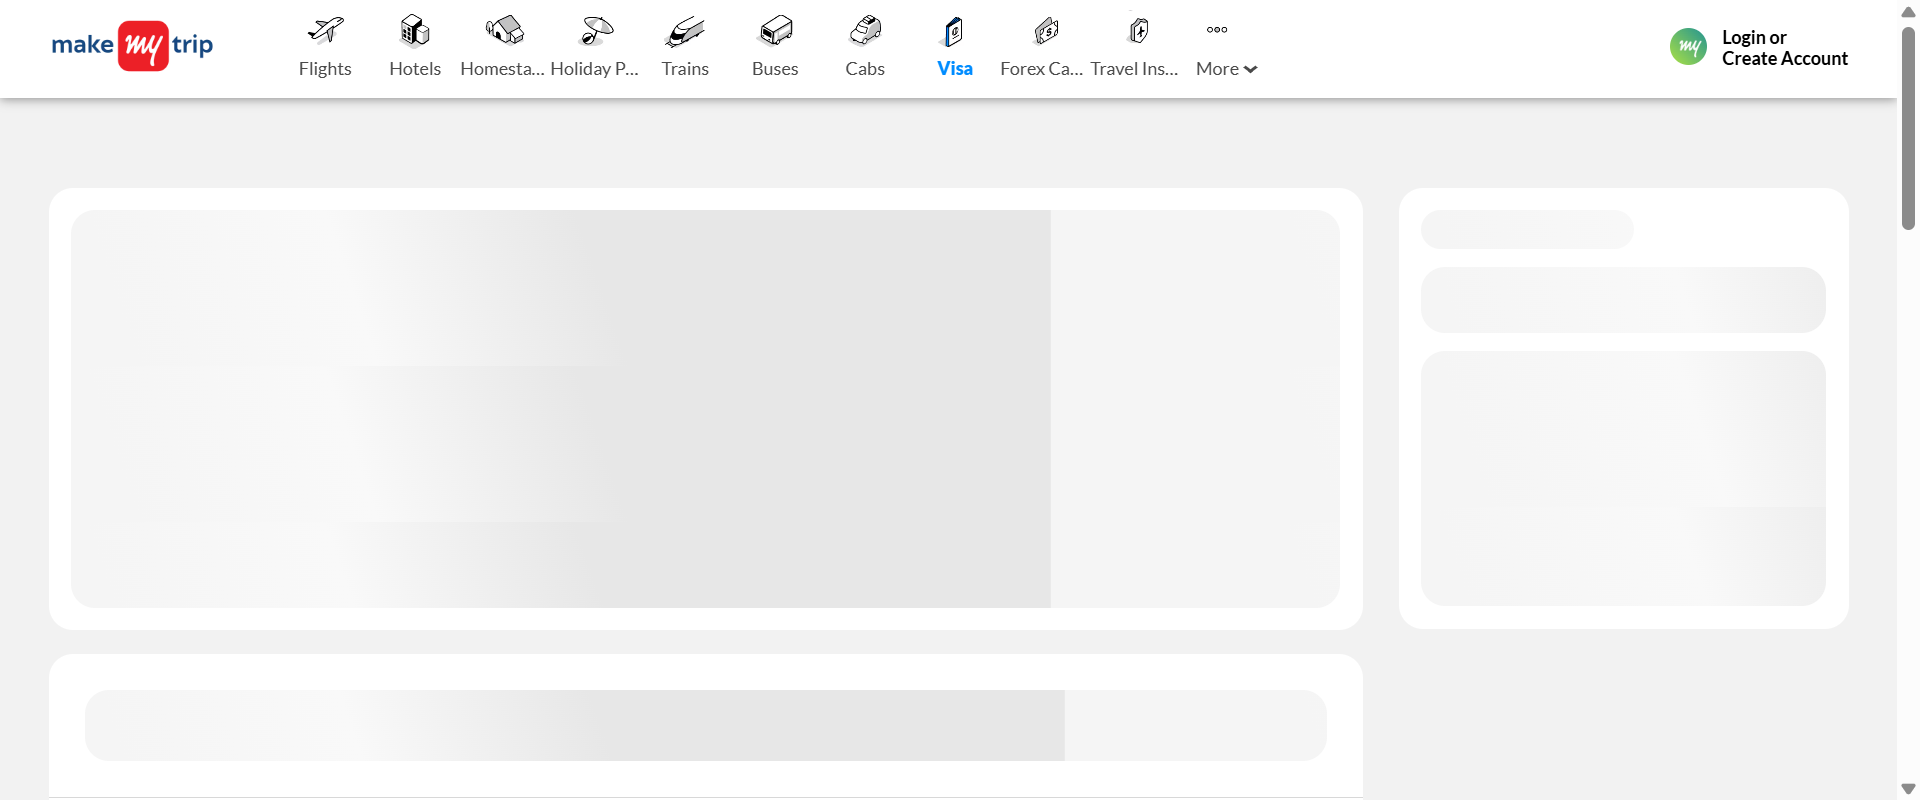 make my trip
Flights
Hotels
Homesta...
Holiday P...
Trains
Buses
Cabs
Visa
Forex Ca...
Travel Ins...
More
my
Login or
Create Account